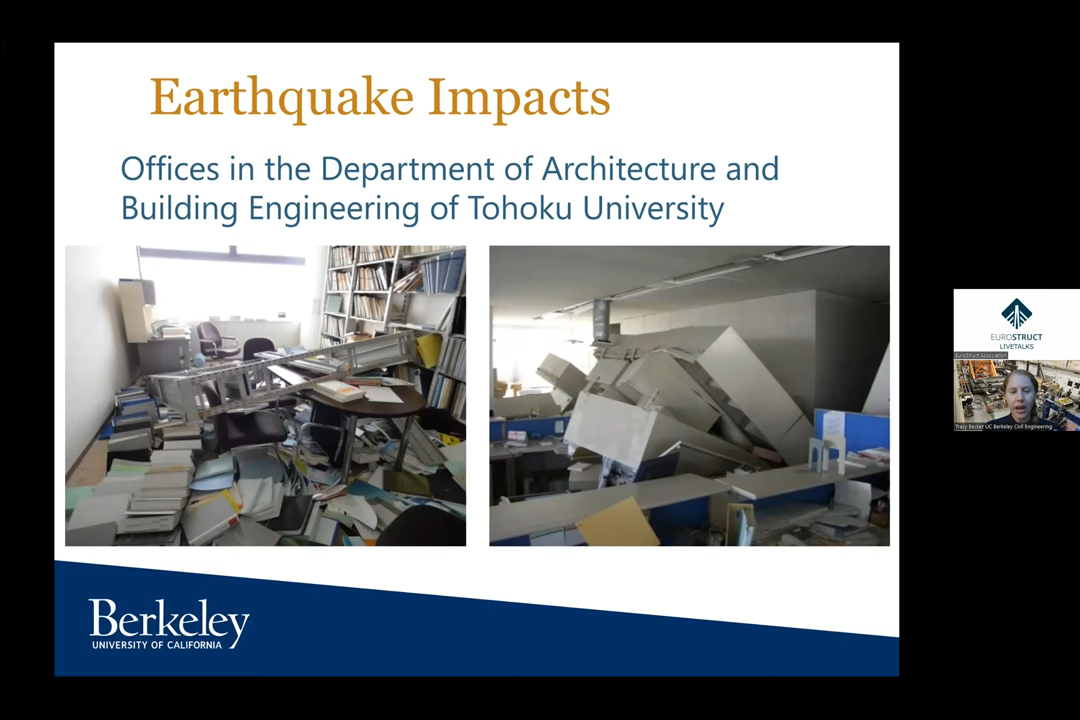 Earthquake Impacts
Offices in the Department of Architecture and
Building Engineering of Tohoku University
Berkeley
UNIVERSITY OF CALIFORNIA
EUROSTRUCT
LIVETALKS
EuroStruct Association
Tracy Becker UC Berkeley Civil Engineering